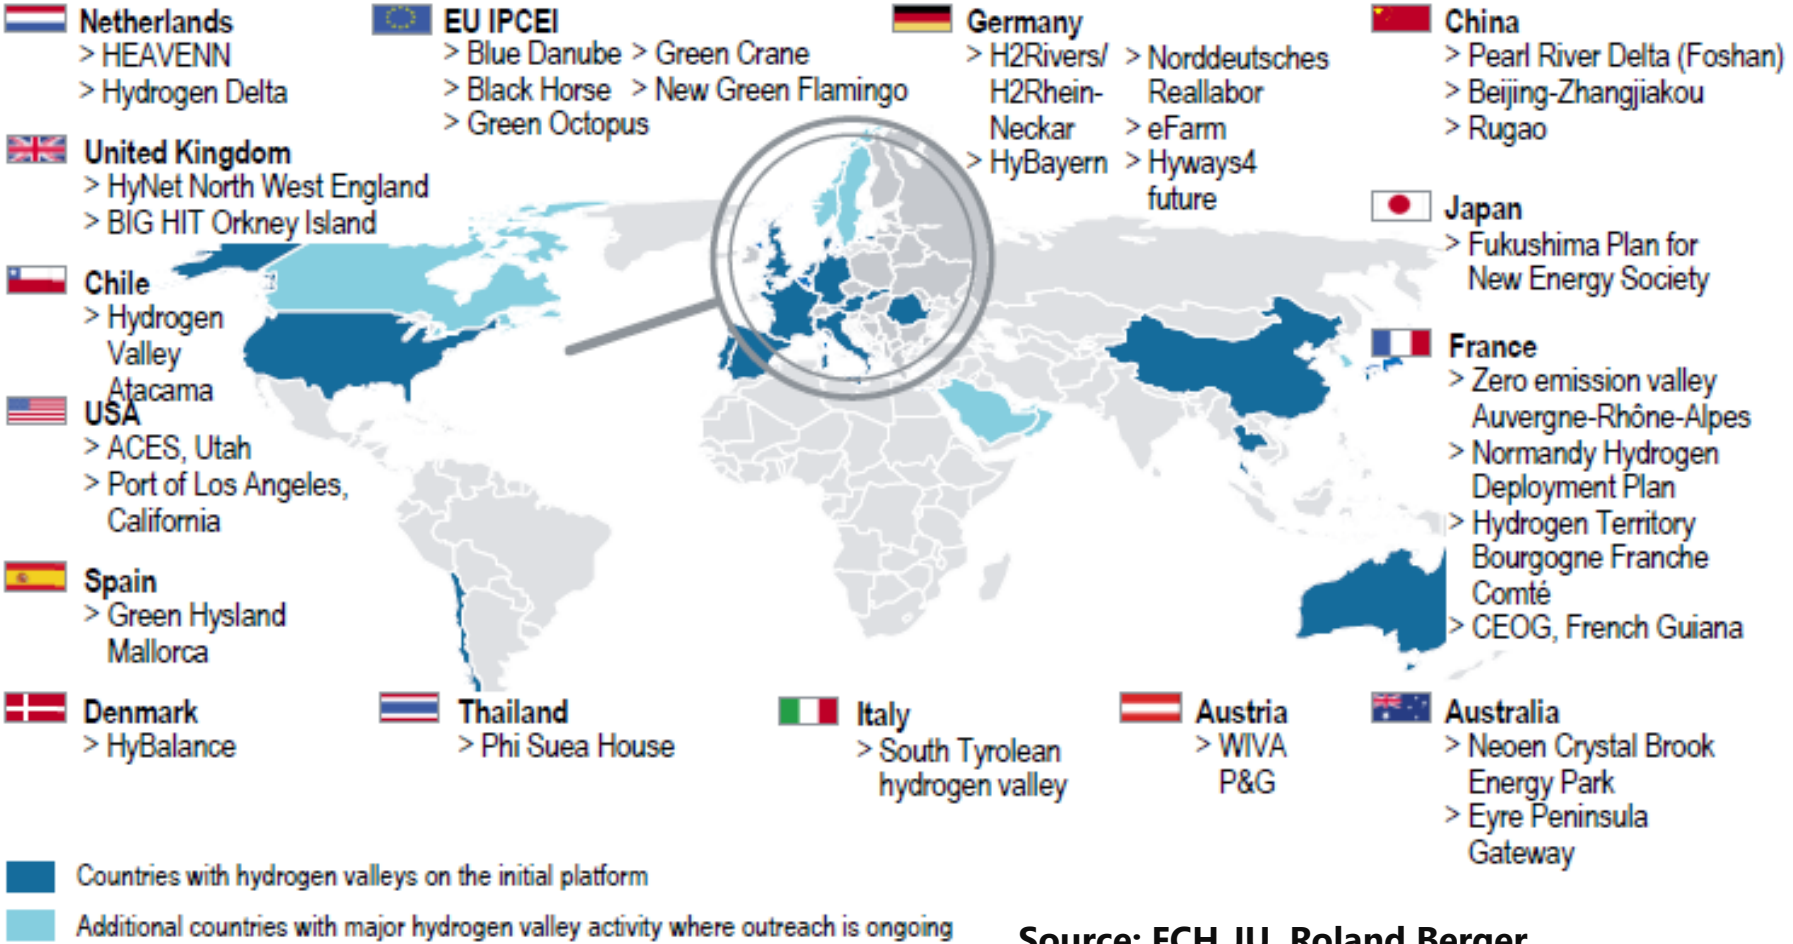 Netherlands
> HEAVENN
> Hydrogen Delta
EU IPCEI
> Blue Danube > Green Crane
> Black Horse > New Green Flamingo
> Green Octopus
Germany
> H2Rivers/
H2Rhein-
Neckar
> HyBayern
> Norddeutsches
Reallabor
> eFarm
> Hyways4
future
China
> Pearl River Delta (Foshan)
> Beijing-Zhangjiakou
> Rugao
United Kingdom
> HyNet North West England
> BIG HIT Orkney Island
Japan
> Fukushima Plan for
New Energy Society
Chile
> Hydrogen
Valley
Atacama
USA
> ACES, Utah
> Port of Los Angeles,
California
France
> Zero emission valley
Auvergne-Rhône-Alpes
> Normandy Hydrogen
Deployment Plan
> Hydrogen Territory
Bourgogne Franche
Comté
> CEOG, French Guiana
Spain
> Green Hysland
Mallorca
Denmark
> HyBalance
Thailand
> Phi Suea House
Italy
> South Tyrolean
hydrogen valley
Austria
> WIVA
P&G
Australia
> Neoen Crystal Brook
Energy Park
> Eyre Peninsula
Gateway
Countries with hydrogen valleys on the initial platform
Additional countries with major hydrogen valley activity where outreach is ongoing
Source: FCH JU, Roland Berger